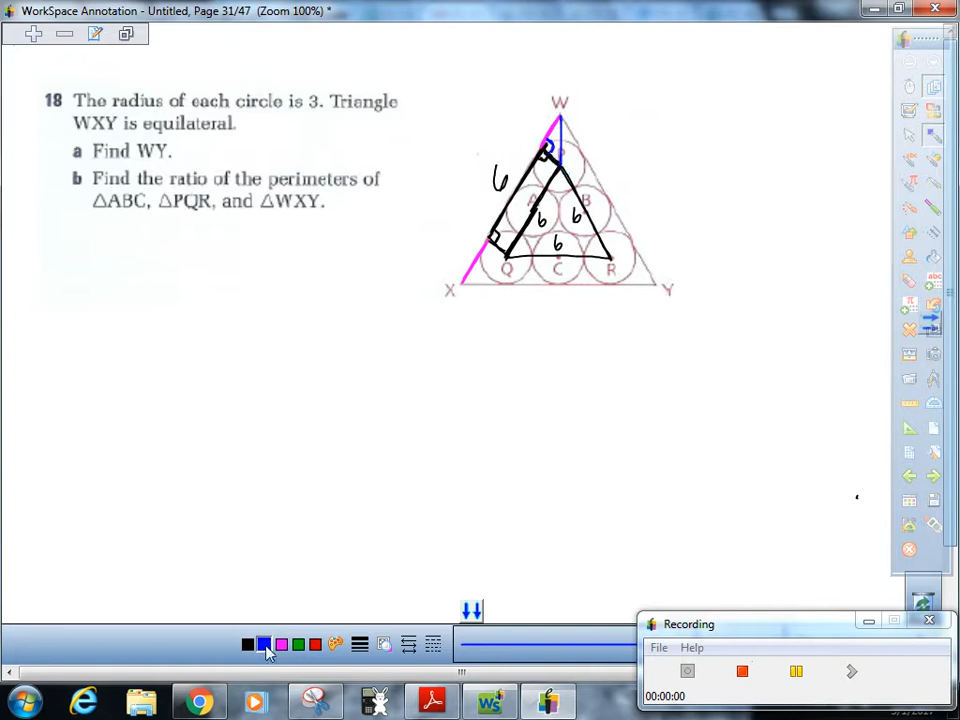 WorkSpace Annotation - Untitled, Page 31/47 (Zoom 100%) *
18 The radius of each circle is 3. Triangle
WXY is equilateral.
a Find WY.
b Find the ratio of the perimeters of
△ABC, △PQR, and △WXY.
W
P
6
A B
6 6
6
Q C R
X Y
abc
π
Recording
File Help
00:00:00
Ws